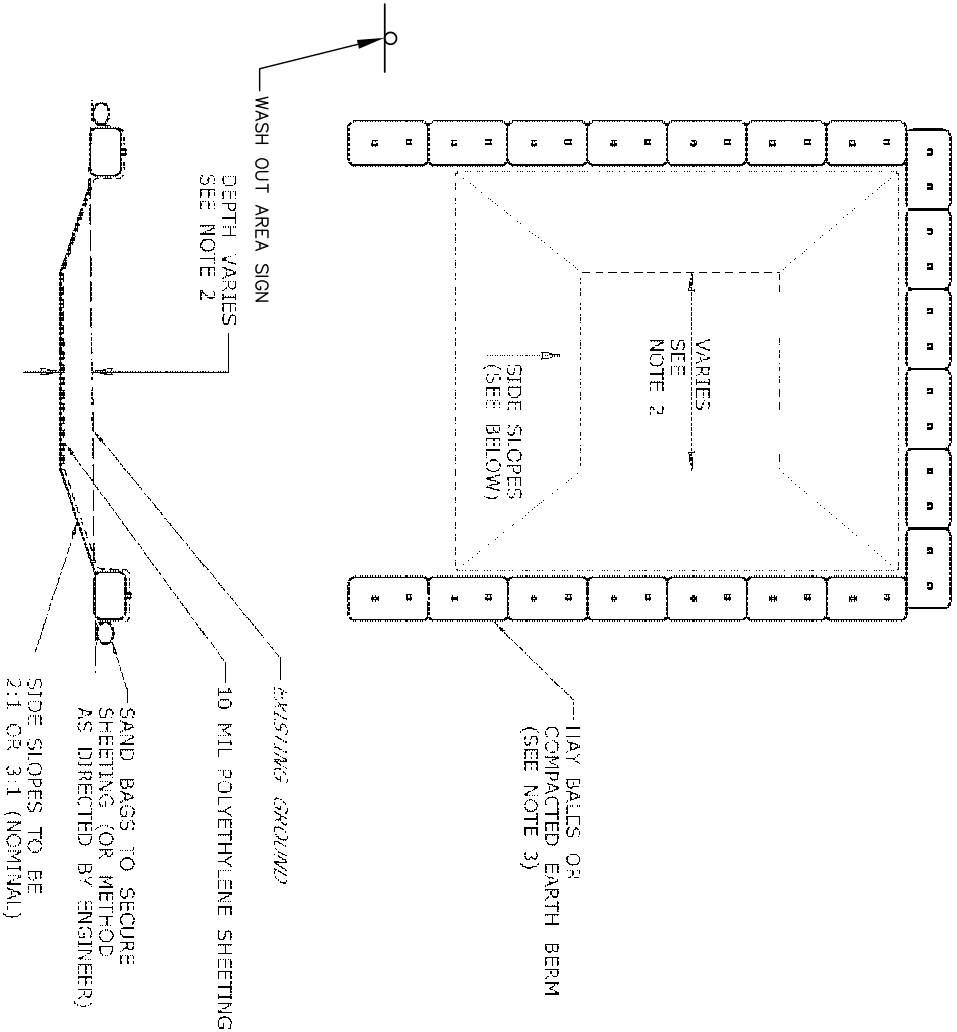 VARIES
SEE
NOTE 2
SIDE SLOPES
(SEE BELOW)
HAY BALES OR
COMPACTED EARTH BERM
(SEE NOTE 3)
WASH OUT AREA SIGN
DEPTH VARIES
SEE NOTE 2
EXISTING GROUND
10 MIL POLYETHYLENE SHEETING
SAND BAGS TO SECURE
SHEETING (OR METHOD
AS DIRECTED BY ENGINEER)
SIDE SLOPES TO BE
2:1 OR 3:1 (NOMINAL)